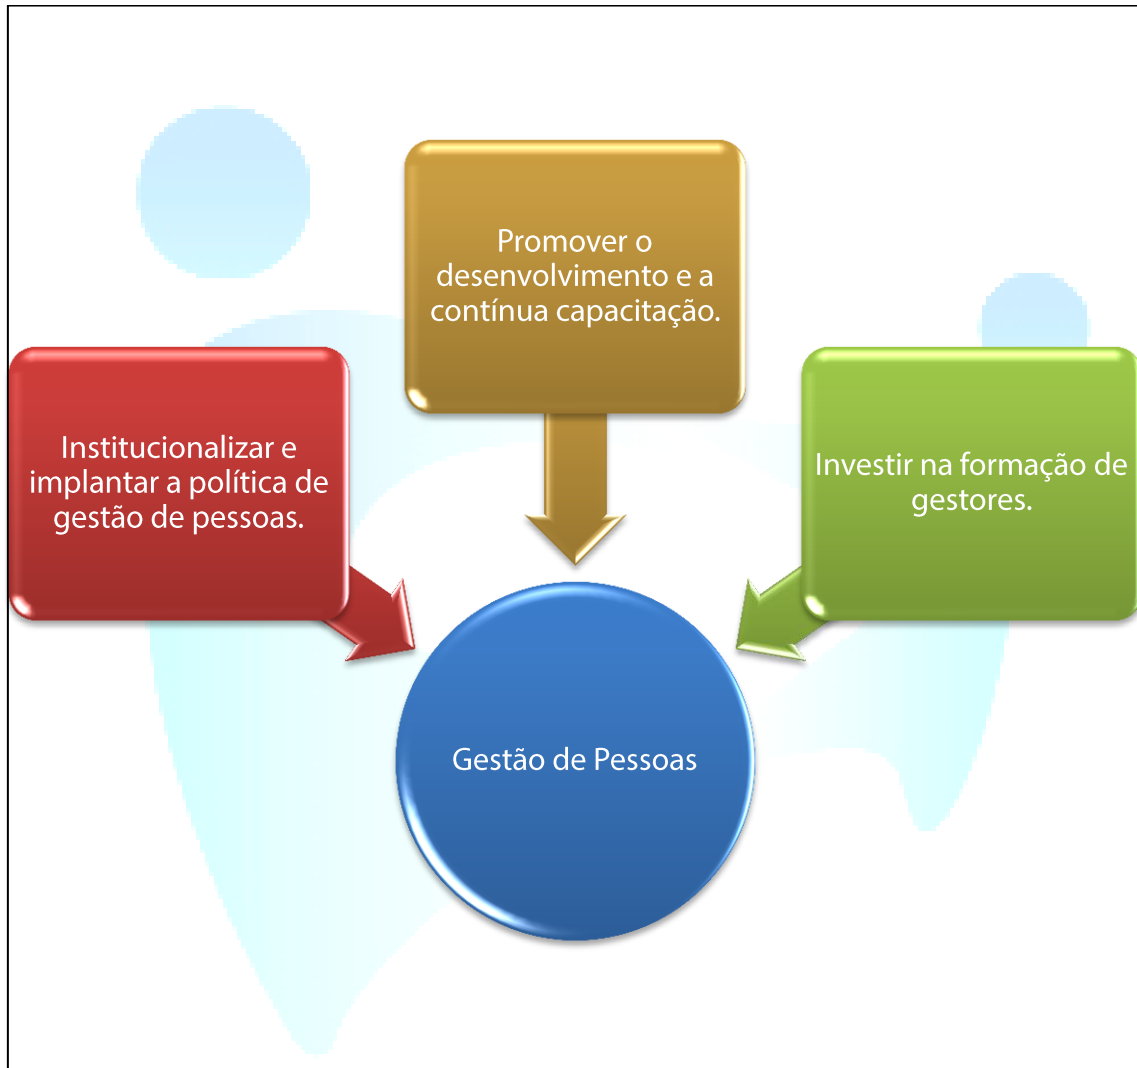 Promover o
desenvolvimento e a
contínua capacitação.
Institucionalizar e
implantar a política de
gestão de pessoas.
Investir na formação de
gestores.
Gestão de Pessoas